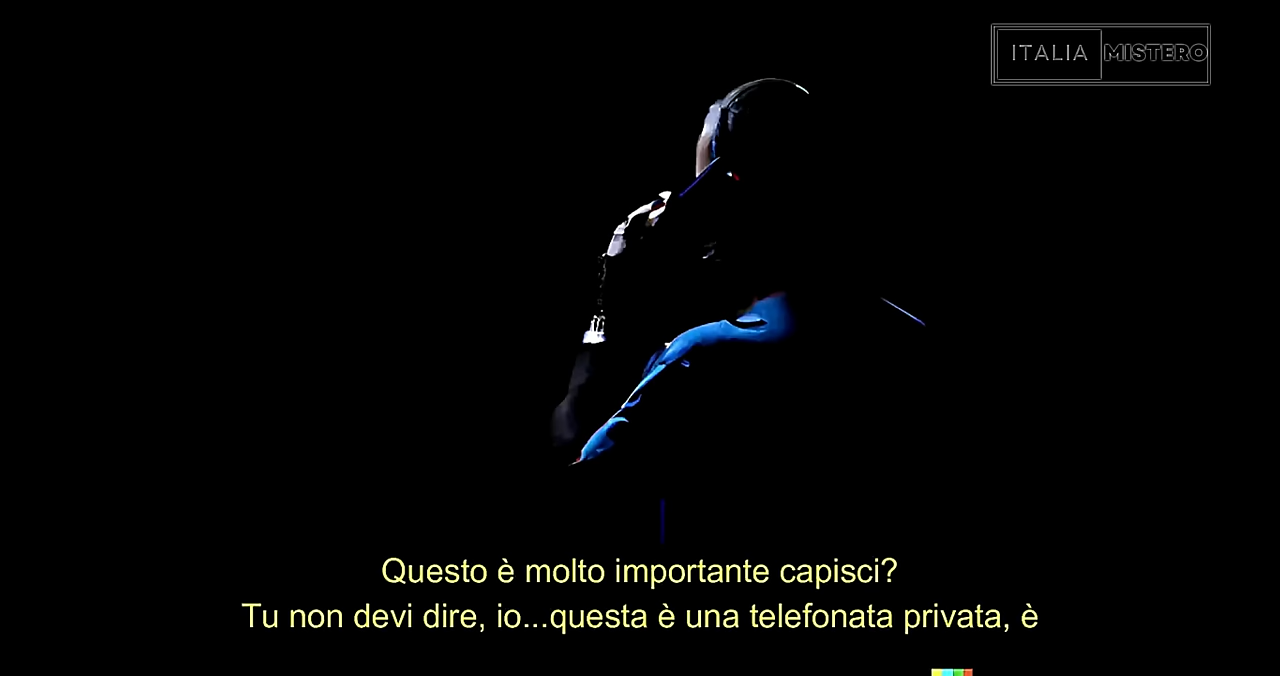 ITALIA MISTERO
Questo è molto importante capisci?
Tu non devi dire, io...questa è una telefonata privata, è